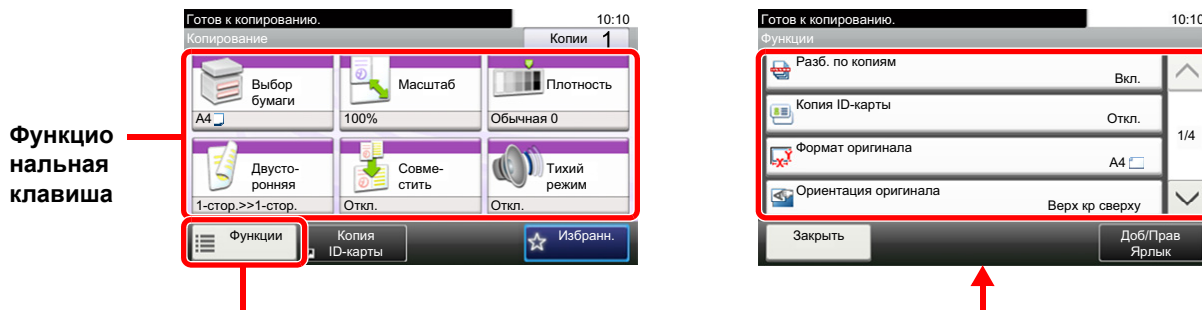 Функцио
нальная
клавиша
Готов к копированию.
10:10
Копирование
Копии 1
Выбор
бумаги
A4
Масштаб
100%
Плотность
Обычная 0
Двусто-
ронняя
1-стор.>>1-стор.
Совме-
стить
Откл.
Тихий
режим
Откл.
Функции
Копия
ID-карты
Избранн.
Готов к копированию.
10:10
Функции
Разб. по копиям
Вкл.
Копия ID-карты
Откл.
1/4
Формат оригинала
A4
Ориентация оригинала
Верх кр сверху
Закрыть
Доб/Прав
Ярлык